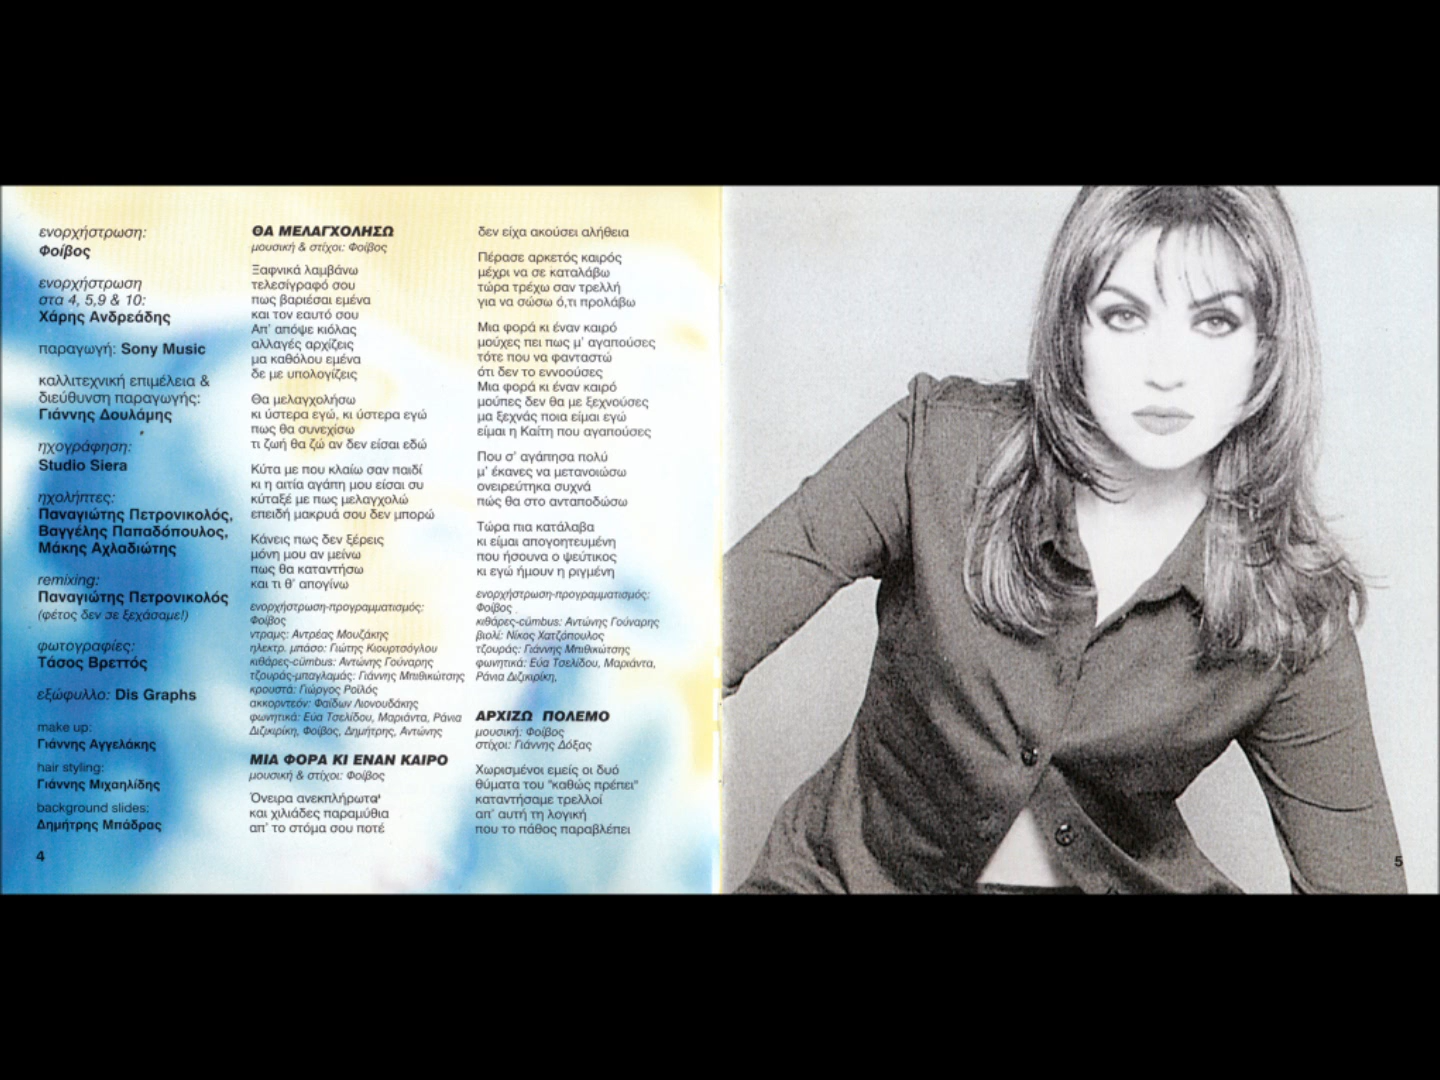 ενορχήστρωση:
Φοίβος
ενορχήστρωση
στα 4, 5,9 & 10:
Χάρης Ανδρεάδης
παραγωγή: Sony Music
καλλιτεχνική επιμέλεια &
διεύθυνση παραγωγής:
Γιάννης Δουλάμης
ηχογράφηση:
Studio Siera
ηχολήπτες:
Παναγιώτης Πετρονικολός,
Βαγγέλης Παπαδόπουλος,
Μάκης Αχλαδιώτης
remixing:
Παναγιώτης Πετρονικολός
(φέτος δεν σε ξεχάσαμε!)
φωτογραφίες:
Τάσος Βρεττός
εξώφυλλο: Dis Graphs
make up:
Γιάννης Αγγελάκης
hair styling:
Γιάννης Μιχαηλίδης
background slides:
Δημήτρης Μπάδρας
4
ΘΑ ΜΕΛΑΓΧΟΛΗΣΩ
μουσική & στίχοι: Φοίβος
Ξαφνικά λαμβάνω
τελεσίγραφό σου
πως βαριέσαι εμένα
και τον εαυτό σου
Απ' απόψε κιόλας
αλλαγές αρχίζεις
μα καθόλου εμένα
δε με υπολογίζεις
Θα μελαγχολήσω
κι ύστερα εγώ, κι ύστερα εγώ
πως θα συνεχίσω
τι ζωή θα ζώ αν δεν είσαι εδώ
Κύτα με που κλαίω σαν παιδί
κι η αιτία αγάπη μου είσαι συ
κύταξέ με πως μελαγχολώ
επειδή μακρυά σου δεν μπορώ
Κάνεις πως δεν ξέρεις
μόνη μου αν μείνω
πως θα καταντήσω
και τι θ' απογίνω
ενορχήστρωση-προγραμματισμός:
Φοίβος
ντραμς: Αντρέας Μουζάκης
ηλεκτρ. μπάσο: Γιώτης Κιουρτσόγλου
κιθάρες-cümbus: Αντώνης Γούναρης
τζουράς-μπαγλαμάς: Γιάννης Μπιθικώτσης
κρουστά: Γιώργος Ροϊλός
ακκορντεόν: Φαίδων Λιονουδάκης
φωνητικά: Εύα Τσελίδου, Μαριάντα, Ράνια
Διζικιρίκη, Φοίβος, Δημήτρης, Αντώνης
ΜΙΑ ΦΟΡΑ ΚΙ ΕΝΑΝ ΚΑΙΡΟ
μουσική & στίχοι: Φοίβος
Όνειρα ανεκπλήρωτα
και χιλιάδες παραμύθια
απ' το στόμα σου ποτέ
δεν είχα ακούσει αλήθεια
Πέρασε αρκετός καιρός
μέχρι να σε καταλάβω
τώρα τρέχω σαν τρελλή
για να σώσω ό,τι προλάβω
Μια φορά κι έναν καιρό
μούχες πει πως μ' αγαπούσες
τότε που να φανταστώ
ότι δεν το εννοούσες
Μια φορά κι έναν καιρό
μούπες δεν θα με ξεχνούσες
μα ξεχνάς ποια είμαι εγώ
είμαι η Καίτη που αγαπούσες
Που σ' αγάπησα πολύ
μ' έκανες να μετανοιώσω
ονειρεύτηκα συχνά
πώς θα στο ανταποδώσω
Τώρα πια κατάλαβα
κι είμαι απογοητευμένη
που ήσουνα ο ψεύτικος
κι εγώ ήμουν η ριγμένη
ενορχήστρωση-προγραμματισμός:
Φοίβος
κιθάρες-cümbus: Αντώνης Γούναρης
βιολί: Νίκος Χατζόπουλος
τζουράς: Γιάννης Μπιθικώτσης
φωνητικά: Εύα Τσελίδου, Μαριάντα,
Ράνια Διζικιρίκη,
ΑΡΧΙΖΩ ΠΟΛΕΜΟ
μουσική: Φοίβος
στίχοι: Γιάννης Δόξας
Χωρισμένοι εμείς οι δυό
θύματα του "καθώς πρέπει"
καταντήσαμε τρελλοί
απ' αυτή τη λογική
που το πάθος παραβλέπει
5